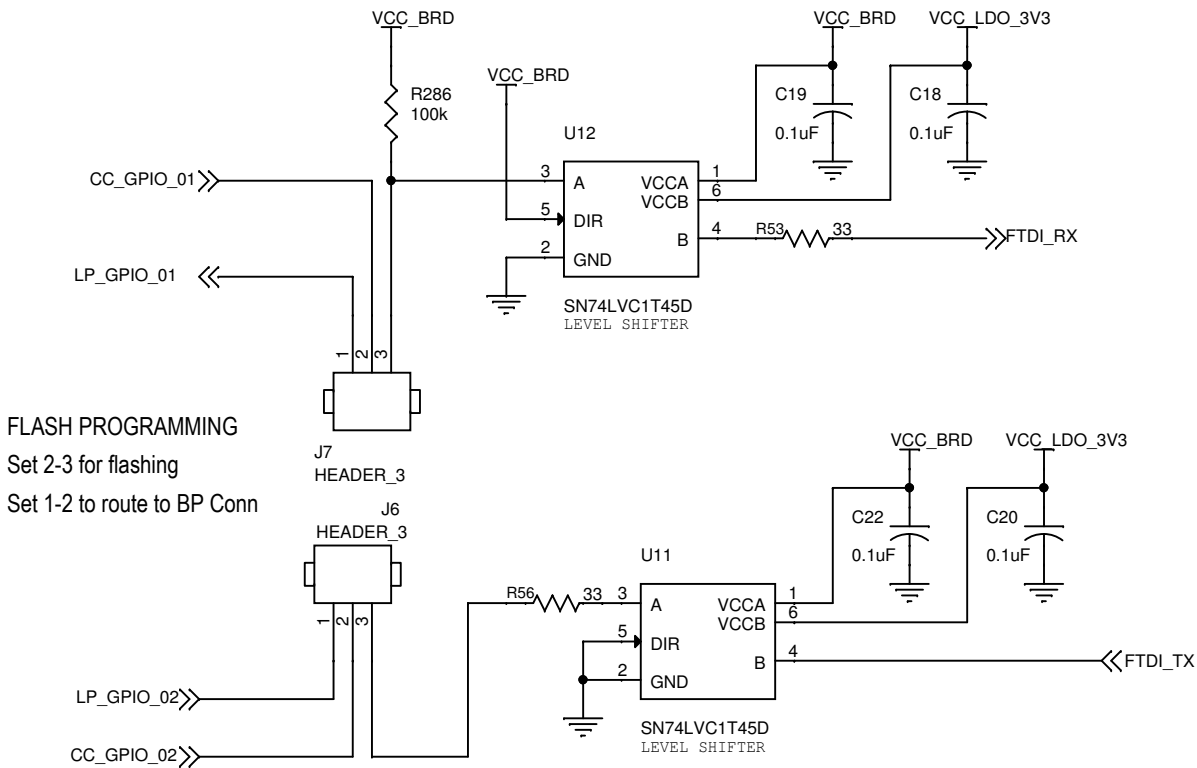 VCC_BRD
VCC_BRD
VCC_LDO_3V3
VCC_BRD
R286
100k
C19
0.1uF
C18
0.1uF
U12
CC_GPIO_01
3
A
VCCA
1
VCCB
6
5
DIR
B
4
R53
33
FTDI_RX
2
GND
LP_GPIO_01
SN74LVC1T45D
LEVEL SHIFTER
1
2
3
FLASH PROGRAMMING
Set 2-3 for flashing
Set 1-2 to route to BP Conn
J7
HEADER_3
J6
HEADER_3
VCC_BRD
VCC_LDO_3V3
C22
0.1uF
C20
0.1uF
U11
R56
33
3
A
VCCA
1
VCCB
6
5
DIR
B
4
FTDI_TX
2
GND
1
2
3
LP_GPIO_02
CC_GPIO_02
SN74LVC1T45D
LEVEL SHIFTER